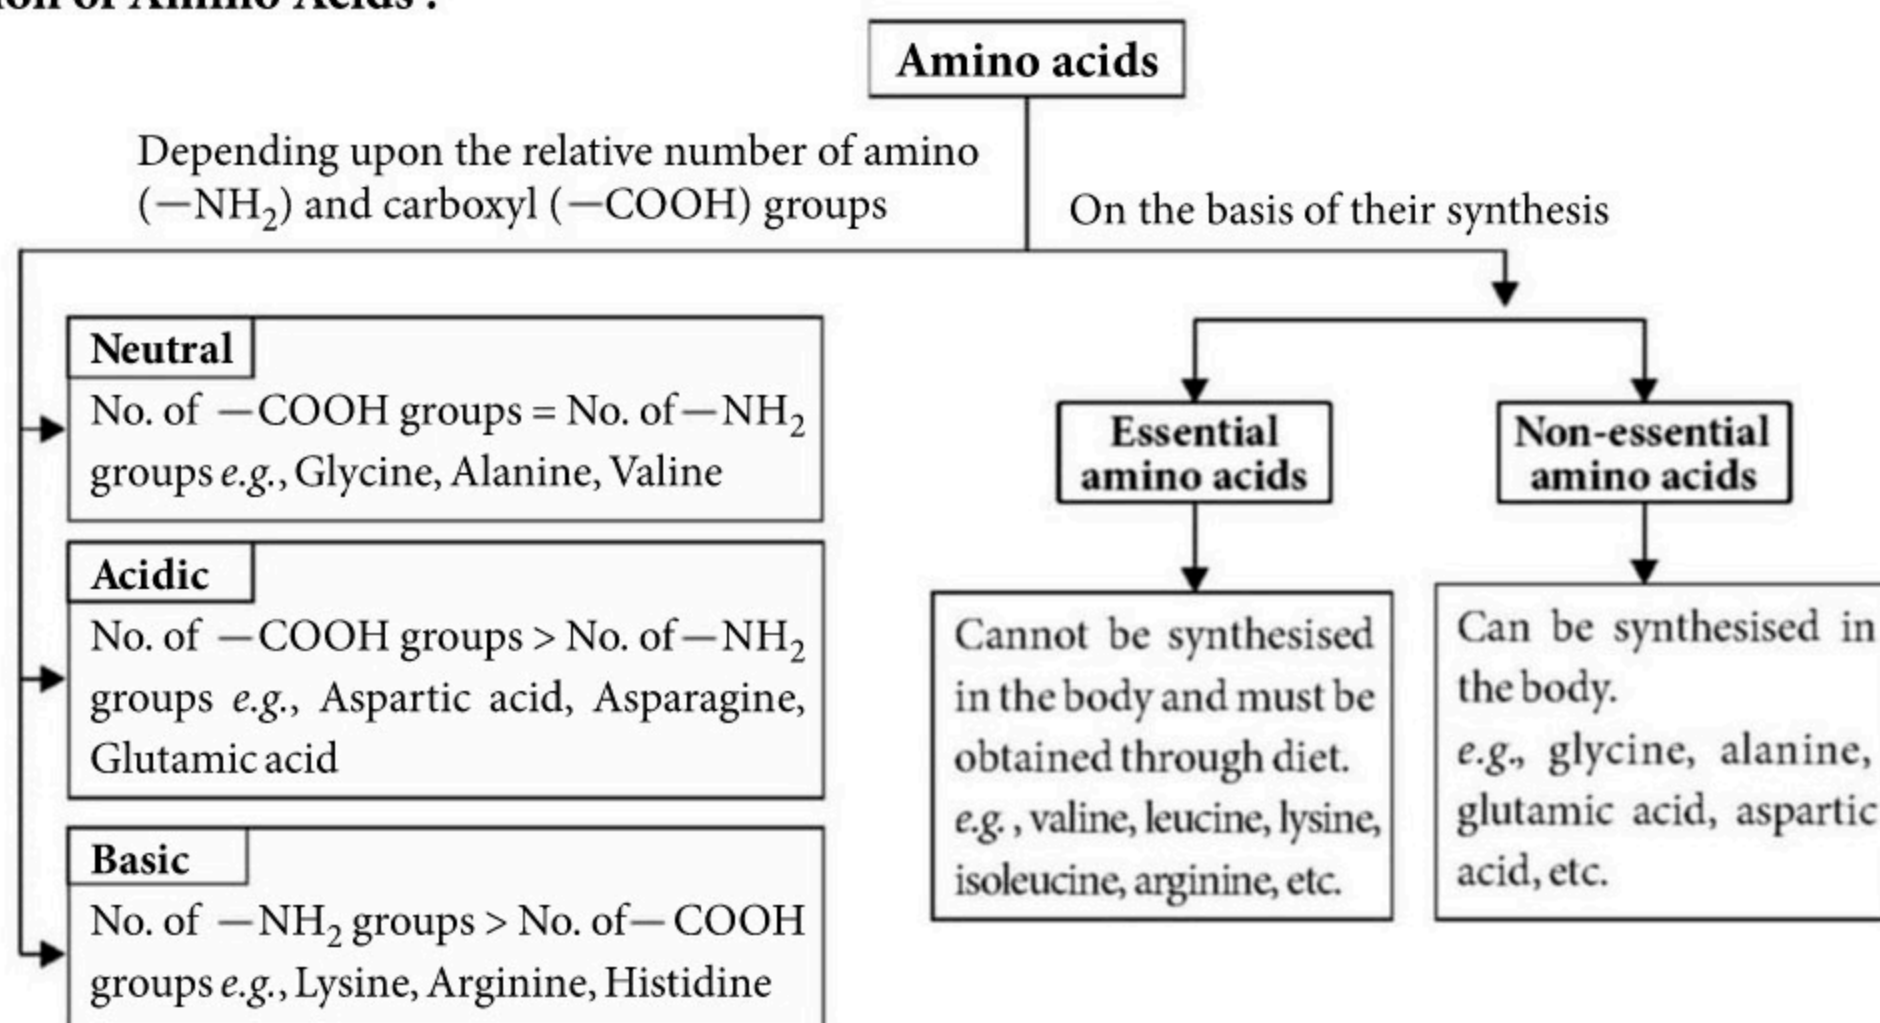 of Amino Acids :
Amino acids
Depending upon the relative number of amino
(—NH₂) and carboxyl (—COOH) groups
On the basis of their synthesis
Neutral
No. of —COOH groups = No. of—NH₂
groups e.g., Glycine, Alanine, Valine
Acidic
No. of —COOH groups > No. of—NH₂
groups e.g., Aspartic acid, Asparagine,
Glutamic acid
Basic
No. of —NH₂ groups > No. of— COOH
groups e.g., Lysine, Arginine, Histidine
Essential
amino acids
Cannot be synthesised
in the body and must be
obtained through diet.
e.g. , valine, leucine, lysine,
isoleucine, arginine, etc.
Non-essential
amino acids
Can be synthesised in
the body.
e.g., glycine, alanine,
glutamic acid, aspartic
acid, etc.